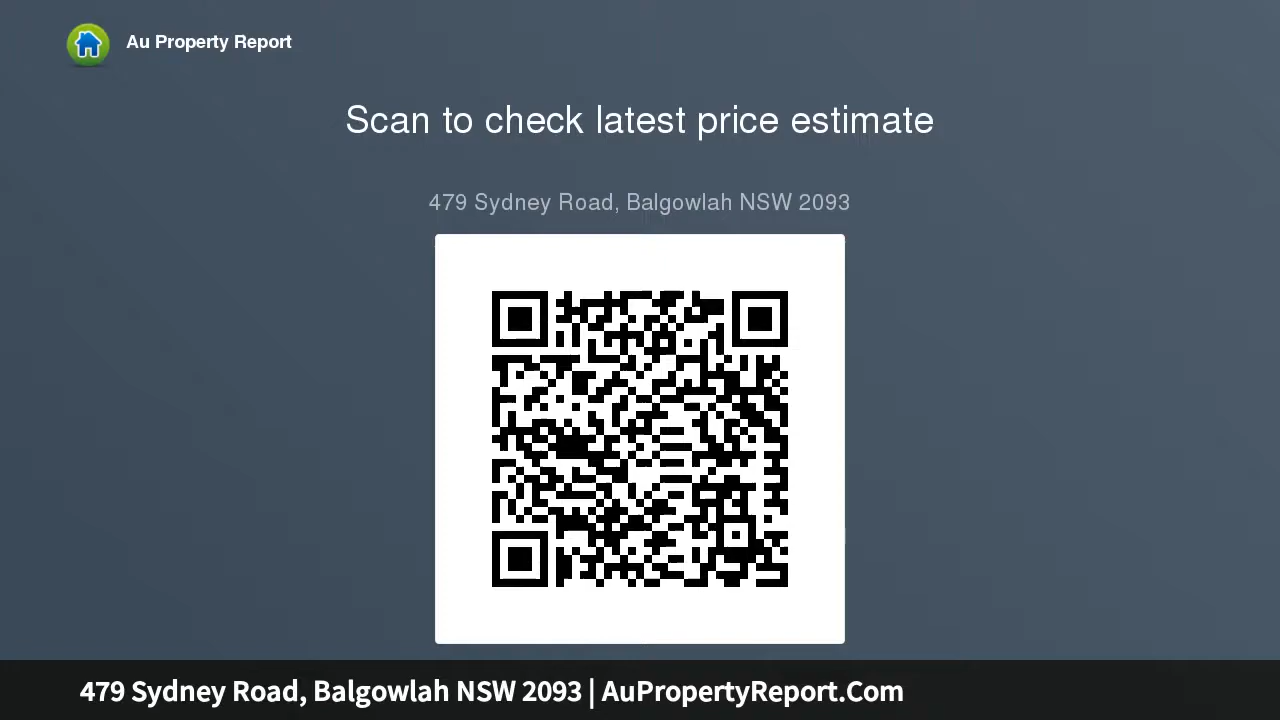 Au Property Report
Scan to check latest price estimate
479 Sydney Road, Balgowlah NSW 2093
479 Sydney Road, Balgowlah NSW 2093 | AuPropertyReport.Com